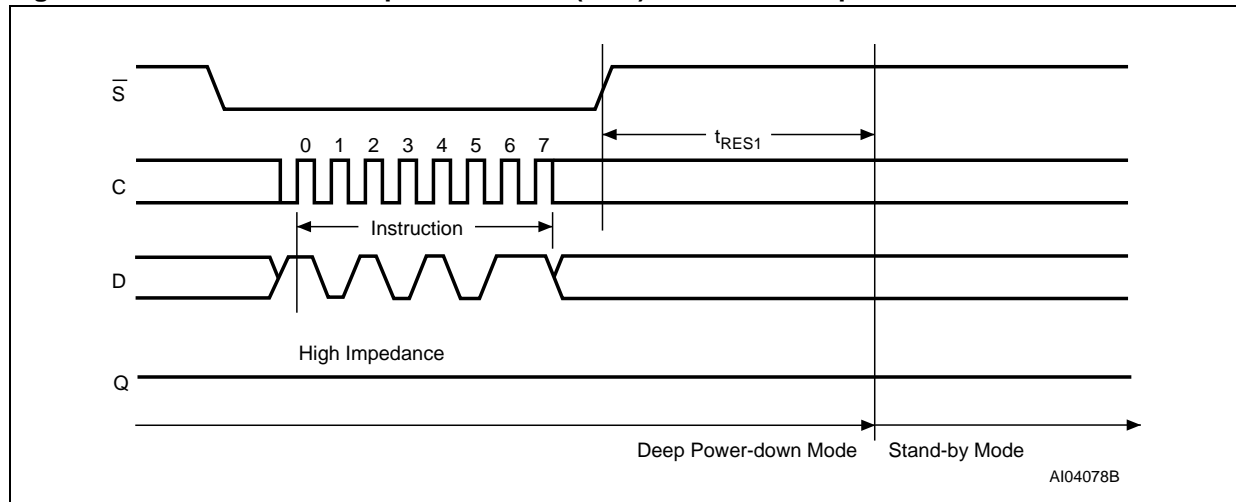 S
tRES1
0 1 2 3 4 5 6 7
C
Instruction
D
High Impedance
Q
Deep Power-down Mode Stand-by Mode
AI04078B